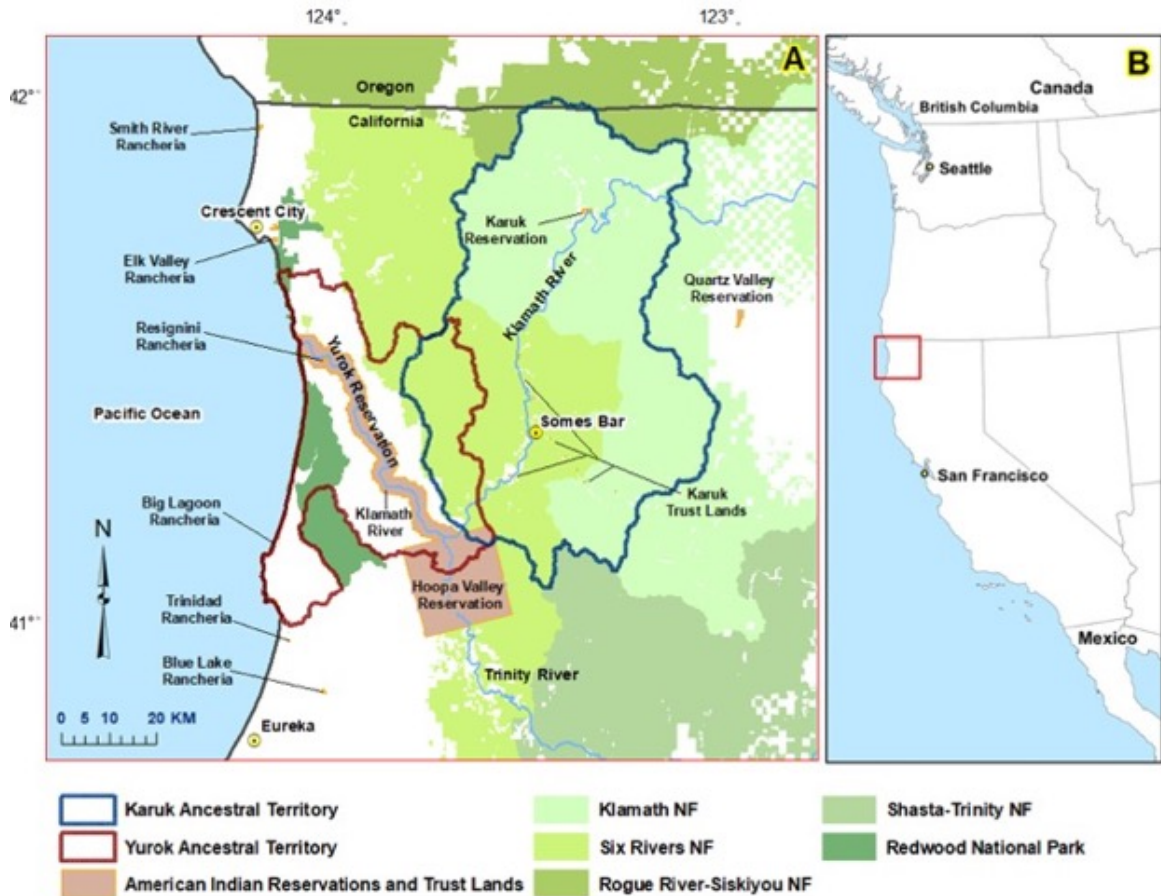 124°
123°
A
B
42°
Oregon
California
Canada
British Columbia
Smith River
Rancheria
Seattle
Crescent City
Karuk
Reservation
Elk Valley
Rancheria
Klamath River
Quartz Valley
Reservation
Resignini
Rancheria
Yurok Reservation
Pacific Ocean
Somes Bar
San Francisco
Big Lagoon
Rancheria
Klamath
River
Karuk
Trust Lands
N
Hoopa Valley
Reservation
41°
Trinidad
Rancheria
Mexico
Blue Lake
Rancheria
Trinity River
0 5 10 20 KM
Eureka
Karuk Ancestral Territory
Klamath NF
Shasta-Trinity NF
Yurok Ancestral Territory
Six Rivers NF
Redwood National Park
American Indian Reservations and Trust Lands
Rogue River-Siskiyou NF